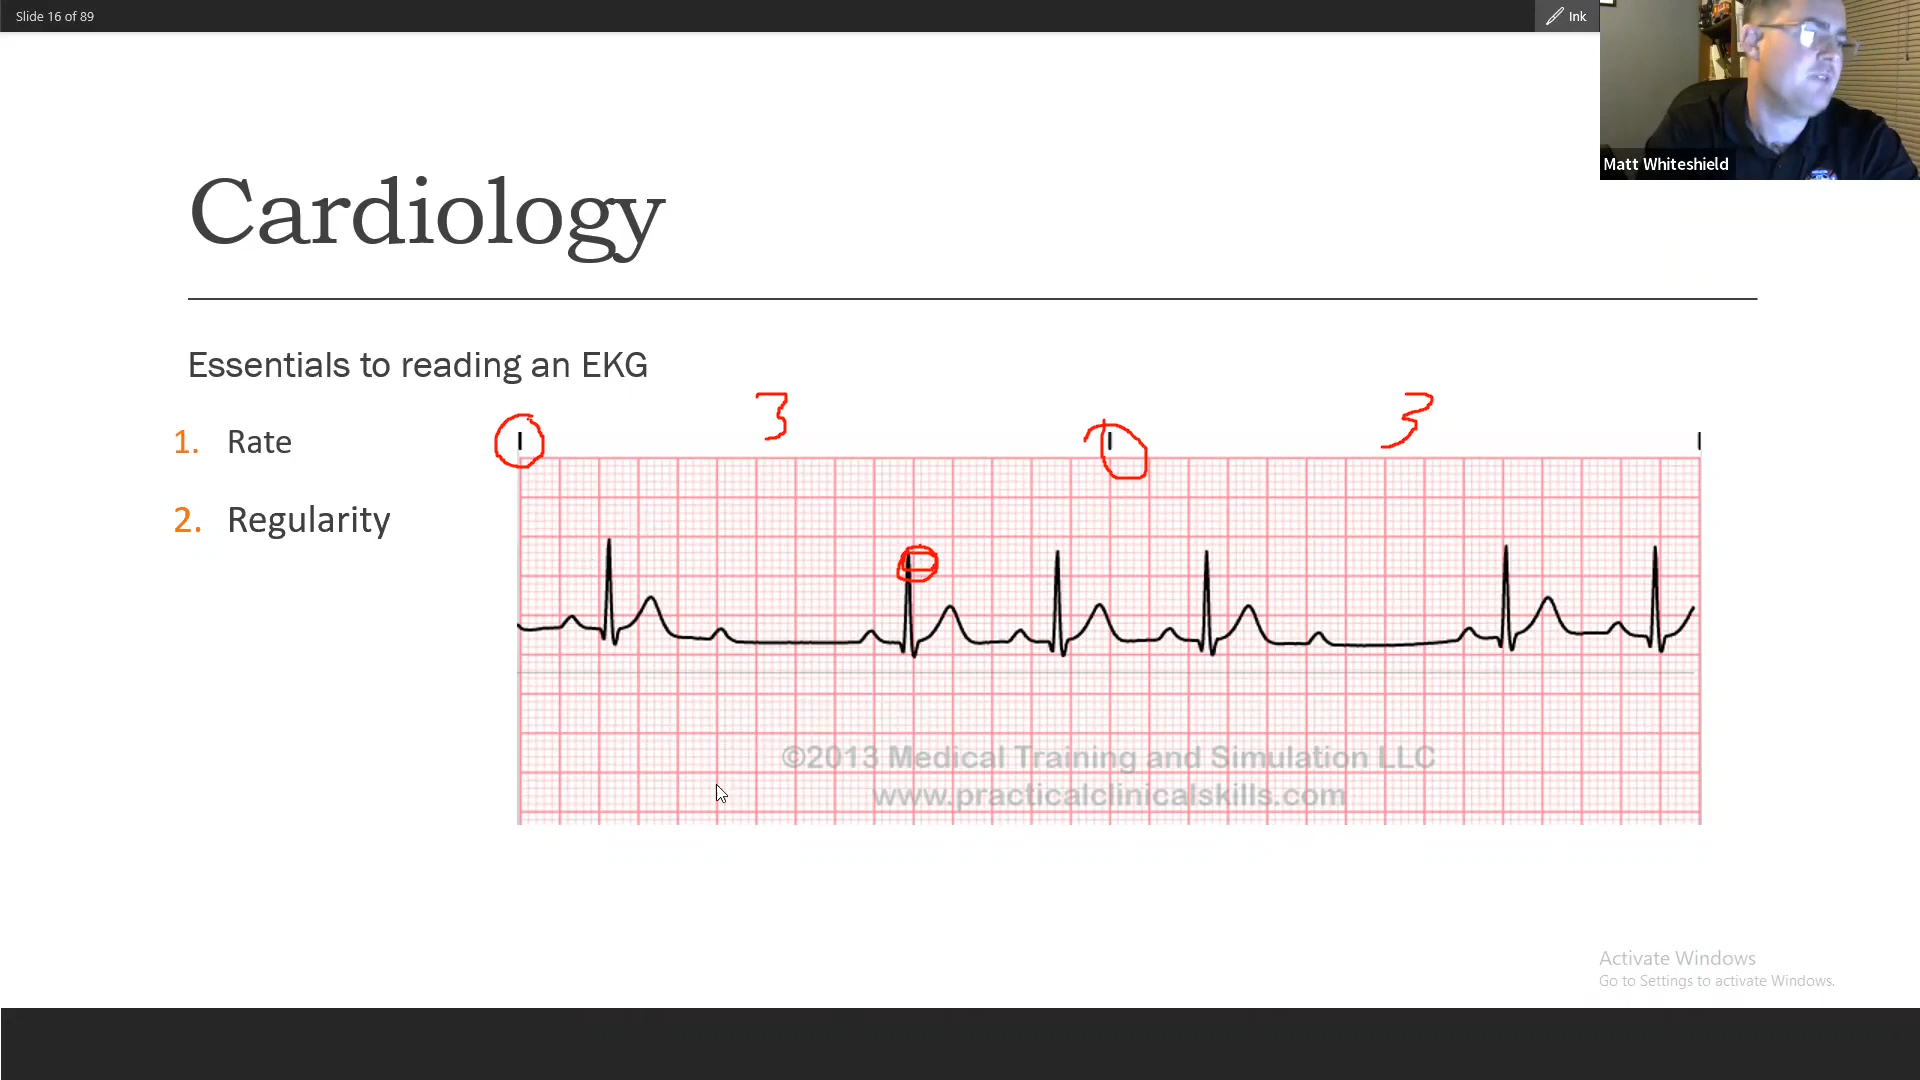 Slide 16 of 89
Ink
Matt Whiteshield
Cardiology
Essentials to reading an EKG
3
3
1. Rate
2. Regularity
©2013 Medical Training and Simulation LLC
www.practicalclinicalskills.com
Activate Windows
Go to Settings to activate Windows.